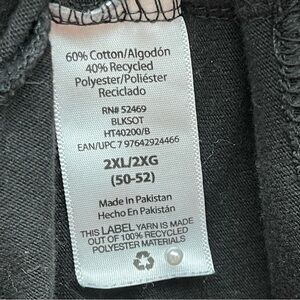 60% Cotton/Algodón
40% Recycled
Polyester/Poliéster
Reciclado
RN# 52469
BLKSOT
HT40200/B
EAN/UPC 7 97642924466
2XL/2XG
(50-52)
Made in Pakistan
Hecho En Pakistán
THIS LABEL YARN IS MADE
OUT OF 100% RECYCLED
POLYESTER MATERIALS